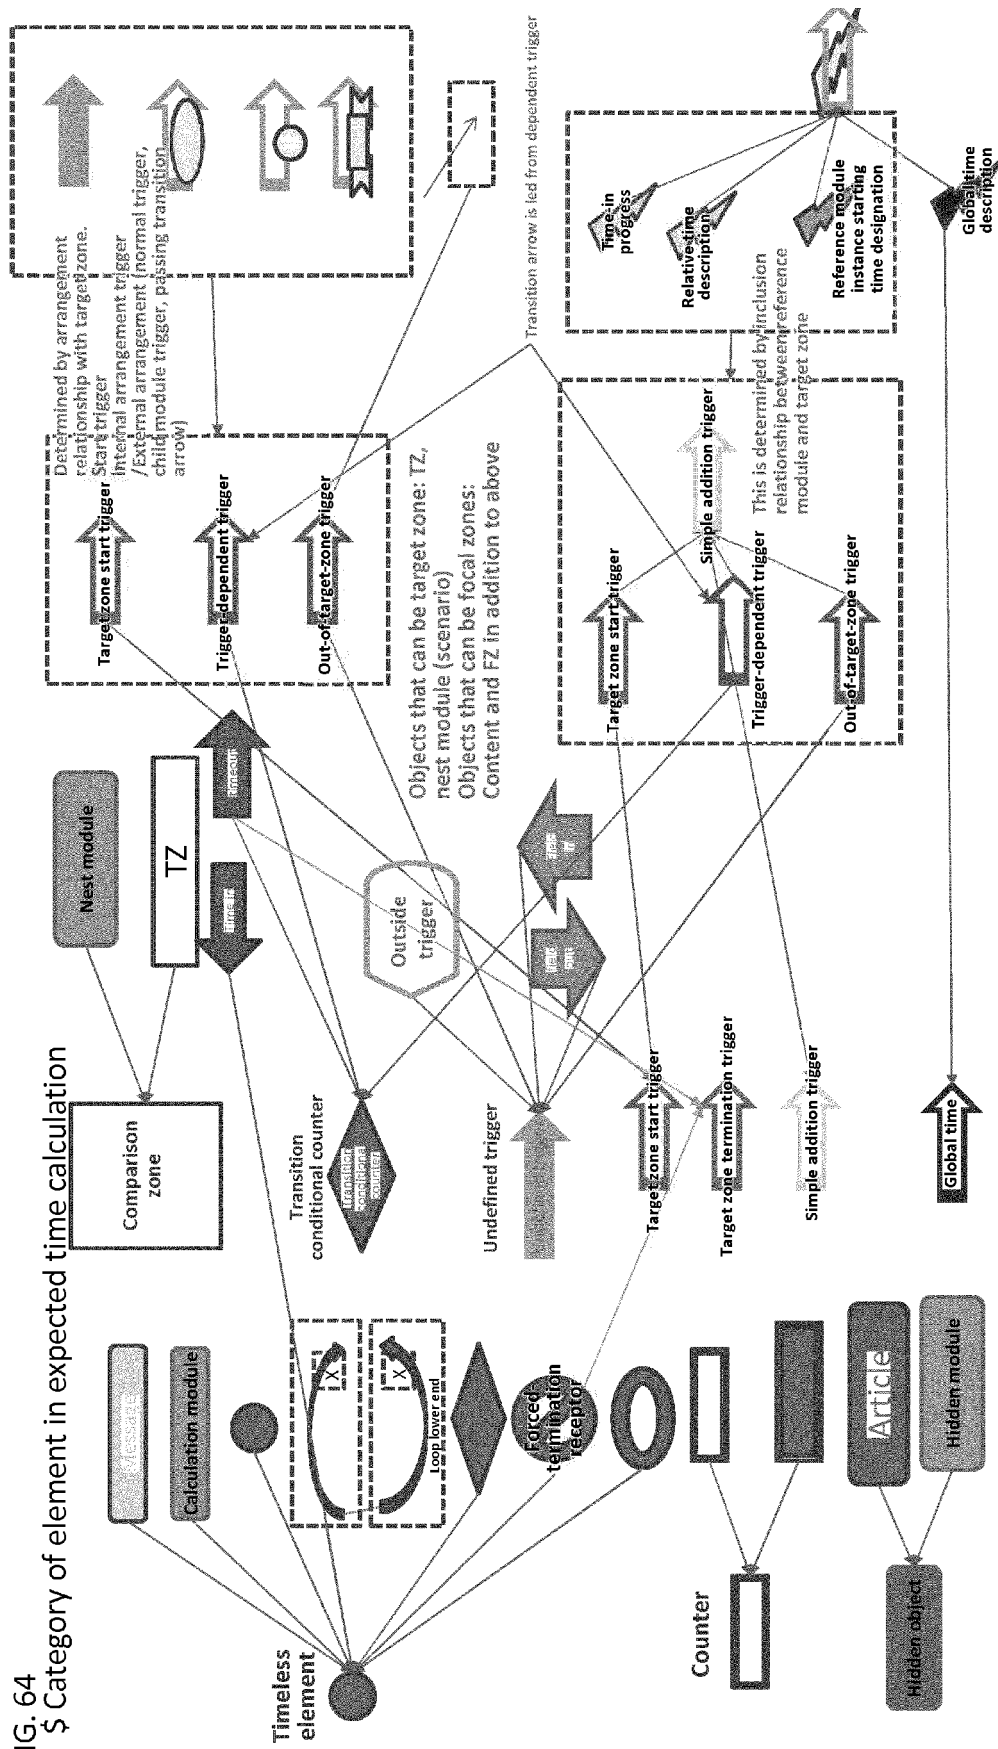 IG. 64
$ Category of element in expected time calculation
Message
Calculation module
X
X
Loop lower end
Forced
termination
receptor
Timeless
element
Counter
Article
Hidden module
Hidden object
Comparison
zone
Nest module
TZ
Time in
Timeout
Transition
conditional counter
Transition
conditional
counter
Outside
trigger
Undefined trigger
Target zone start trigger
Target zone termination trigger
Simple addition trigger
Global time
Target zone start trigger
Trigger-dependent trigger
Out-of-target-zone trigger
Determined by arrangement
relationship with target zone.
Start trigger
Internal arrangement trigger
/External arrangement (normal trigger,
child module trigger, passing transition
arrow)
Objects that can be target zone: TZ,
nest module (scenario)
Objects that can be focal zones:
Content and FZ in addition to above
Transition arrow is led from dependent trigger
Target zone start trigger
Trigger-dependent trigger
Out-of-target-zone trigger
Simple addition trigger
This is determined by inclusion
relationship between reference
module and target zone
Time-in
progress
Relative time
description
Reference module
instance starting
time designation
Global time
description